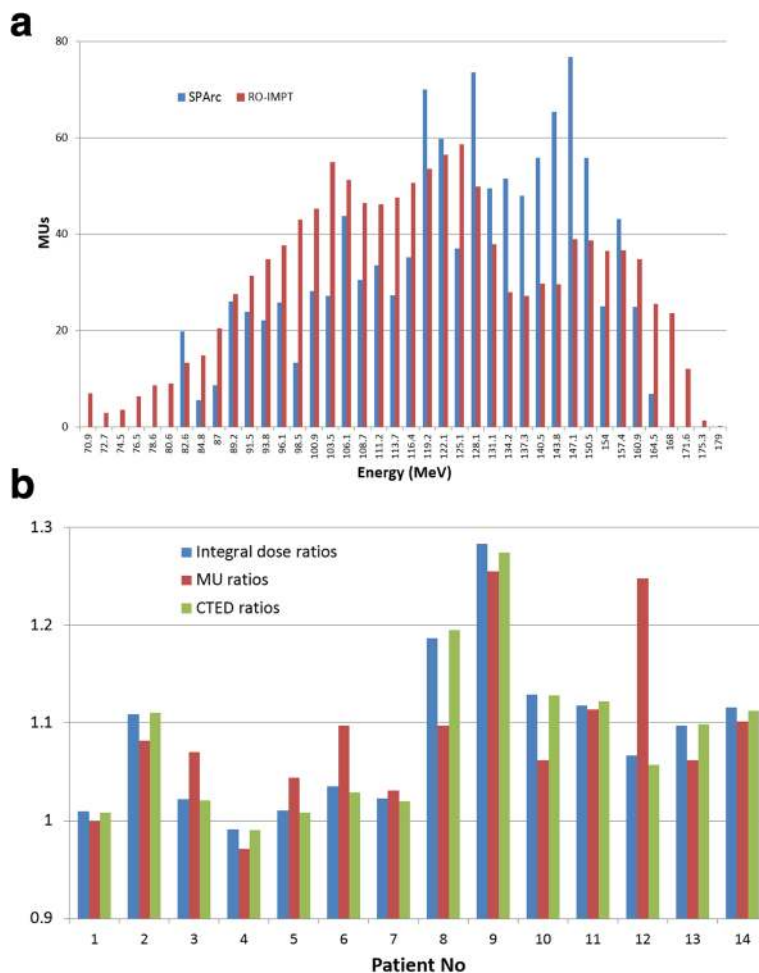 a
80
SPArc RO-IMPT
60
MUs
40
20
0
70.9 72.7 74.5 76.5 78.6 80.6 82.6 84.8 87 89.2 91.5 93.8 96.1 98.5 100.9 103.5 106.1 108.7 111.2 113.7 116.4 119.2 122.1 125.1 128.1 131.1 134.2 137.3 140.5 143.8 147.1 150.5 154 157.4 160.9 164.5 168 171.6 175.3 179
Energy (MeV)
b
1.3
Integral dose ratios
MU ratios
CTED ratios
1.2
1.1
1
0.9
1 2 3 4 5 6 7 8 9 10 11 12 13 14
Patient No